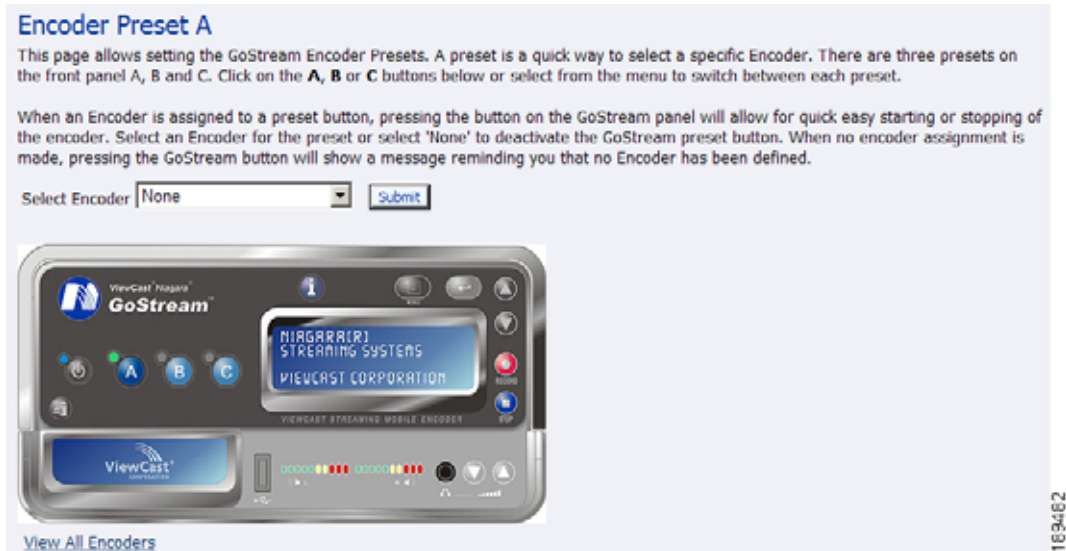 Encoder Preset A
This page allows setting the GoStream Encoder Presets. A preset is a quick way to select a specific Encoder. There are three presets on
the front panel A, B and C. Click on the A, B or C buttons below or select from the menu to switch between each preset.
When an Encoder is assigned to a preset button, pressing the button on the GoStream panel will allow for quick easy starting or stopping of
the encoder. Select an Encoder for the preset or select 'None' to deactivate the GoStream preset button. When no encoder assignment is
made, pressing the GoStream button will show a message reminding you that no Encoder has been defined.
Select Encoder None Submit
ViewCast Niagara
GoStream
NIAGARA(R)
STREAMING SYSTEMS
VIEWCAST CORPORATION
A B C
RECORD
STOP
VIEWCAST STREAMING MOBILE ENCODER
ViewCast
CORPORATION
View All Encoders
189482